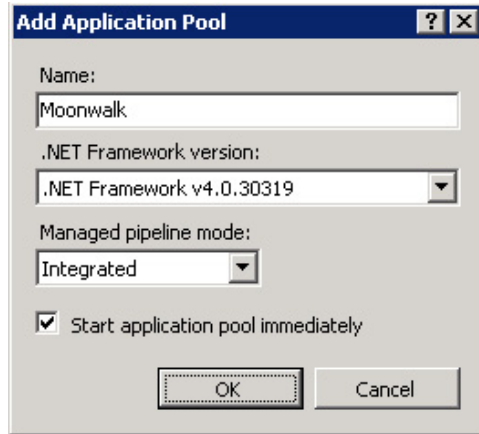 Add Application Pool
Name:
Moonwalk
.NET Framework version:
.NET Framework v4.0.30319
Managed pipeline mode:
Integrated
Start application pool immediately
OK Cancel